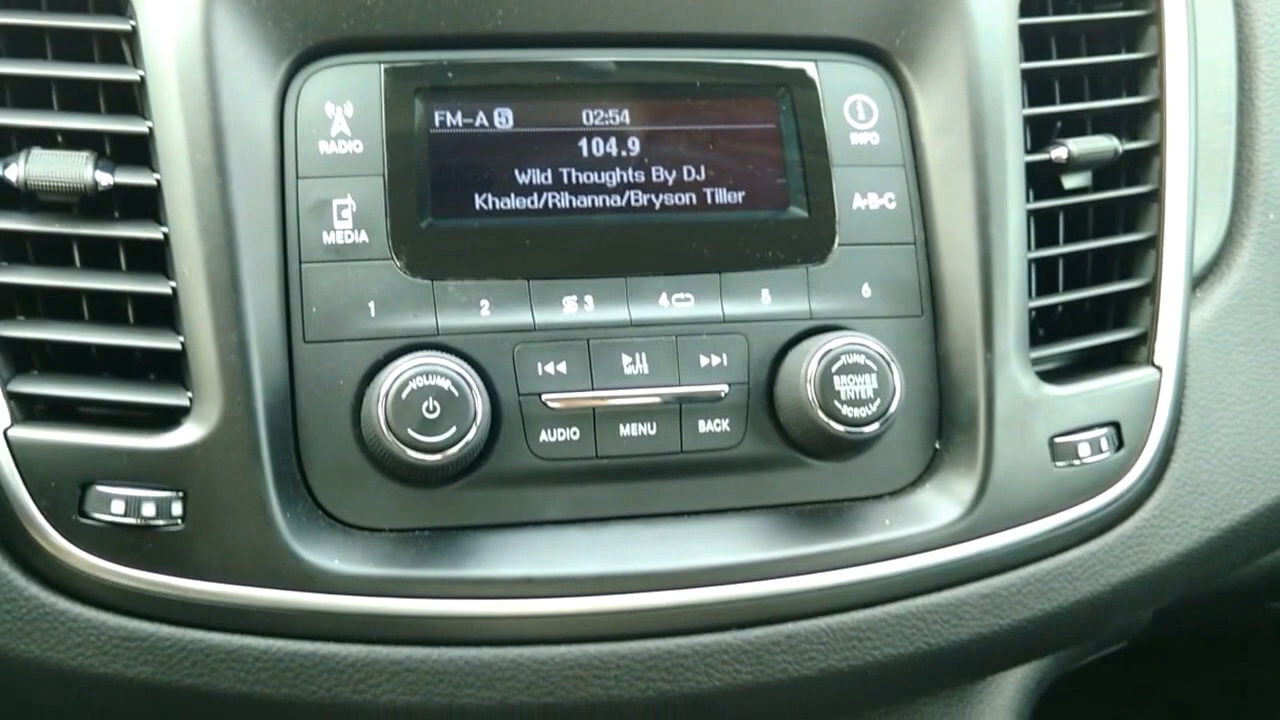 FM-A 5 02:54
104.9
Wild Thoughts By DJ
Khaled/Rihanna/Bryson Tiller
RADIO
INFO
MEDIA
A-B-C
1 2 3 4 5 6
VOLUME
MUTE
TUNE
BROWSE
ENTER
SCROLL
AUDIO MENU BACK